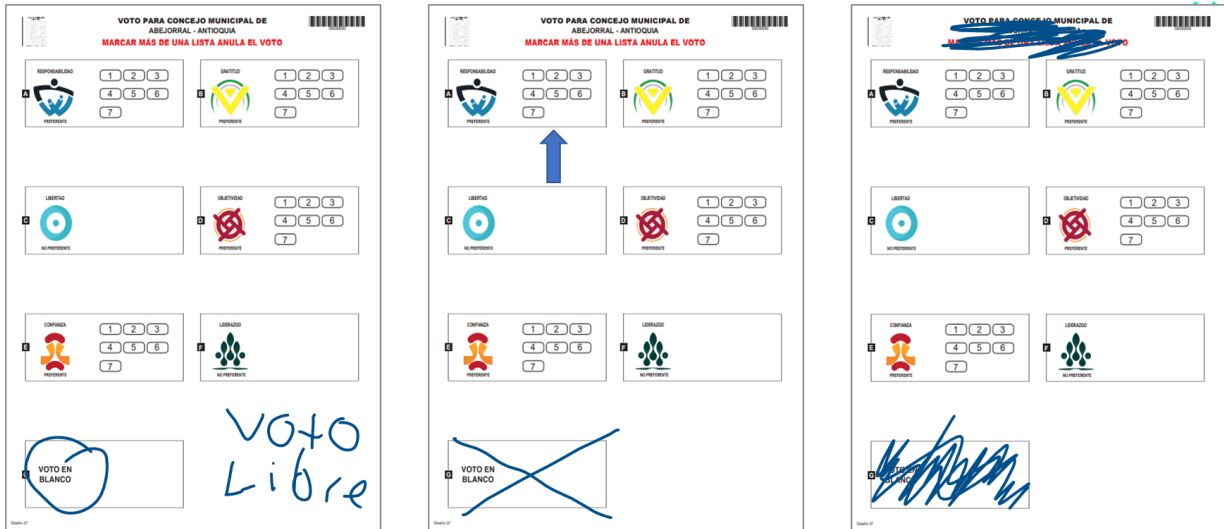 VOTO PARA CONCEJO MUNICIPAL DE
ABEJORRAL - ANTIOQUIA
MARCAR MÁS DE UNA LISTA ANULA EL VOTO
RESPONSABILIDAD
A
1 2 3
4 5 6
7
PREFERENTE
GRATITUD
B
1 2 3
4 5 6
7
PREFERENTE
LIBERTAD
C
NO PREFERENTE
OBJETIVIDAD
D
1 2 3
4 5 6
7
PREFERENTE
CONFIANZA
E
1 2 3
4 5 6
7
PREFERENTE
LIDERAZGO
F
NO PREFERENTE
VOTO EN
BLANCO
Voto
Libre
VOTO PARA CONCEJO MUNICIPAL DE
ABEJORRAL - ANTIOQUIA
MARCAR MÁS DE UNA LISTA ANULA EL VOTO
RESPONSABILIDAD
A
1 2 3
4 5 6
7
PREFERENTE
GRATITUD
B
1 2 3
4 5 6
7
PREFERENTE
LIBERTAD
C
NO PREFERENTE
OBJETIVIDAD
D
1 2 3
4 5 6
7
PREFERENTE
CONFIANZA
E
1 2 3
4 5 6
7
PREFERENTE
LIDERAZGO
F
NO PREFERENTE
G
VOTO EN
BLANCO
VOTO PARA CONCEJO MUNICIPAL DE
RESPONSABILIDAD
A
1 2 3
4 5 6
7
PREFERENTE
GRATITUD
B
1 2 3
4 5 6
7
PREFERENTE
LIBERTAD
C
NO PREFERENTE
OBJETIVIDAD
D
1 2 3
4 5 6
7
PREFERENTE
CONFIANZA
E
1 2 3
4 5 6
7
PREFERENTE
LIDERAZGO
F
NO PREFERENTE
G
VOTO EN
BLANCO